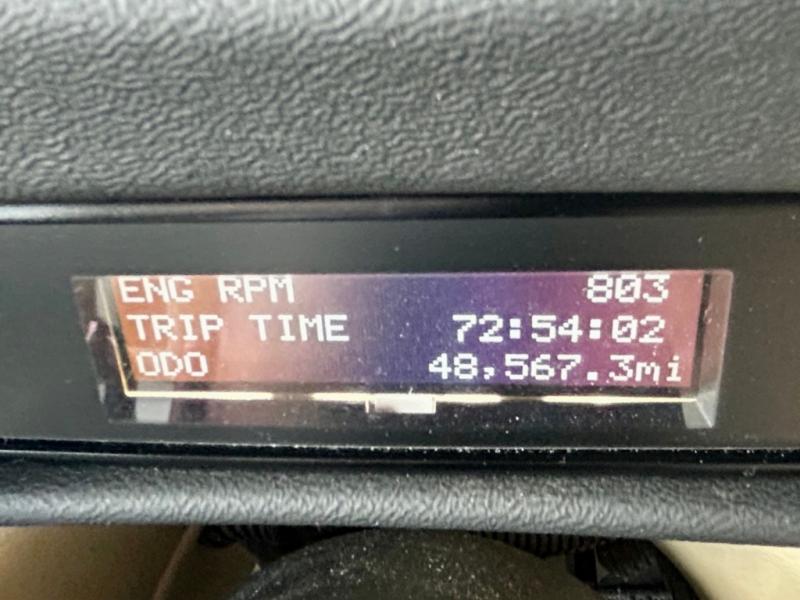 ENG RPM 803
TRIP TIME 72:54:02
ODO 48,567.3mi